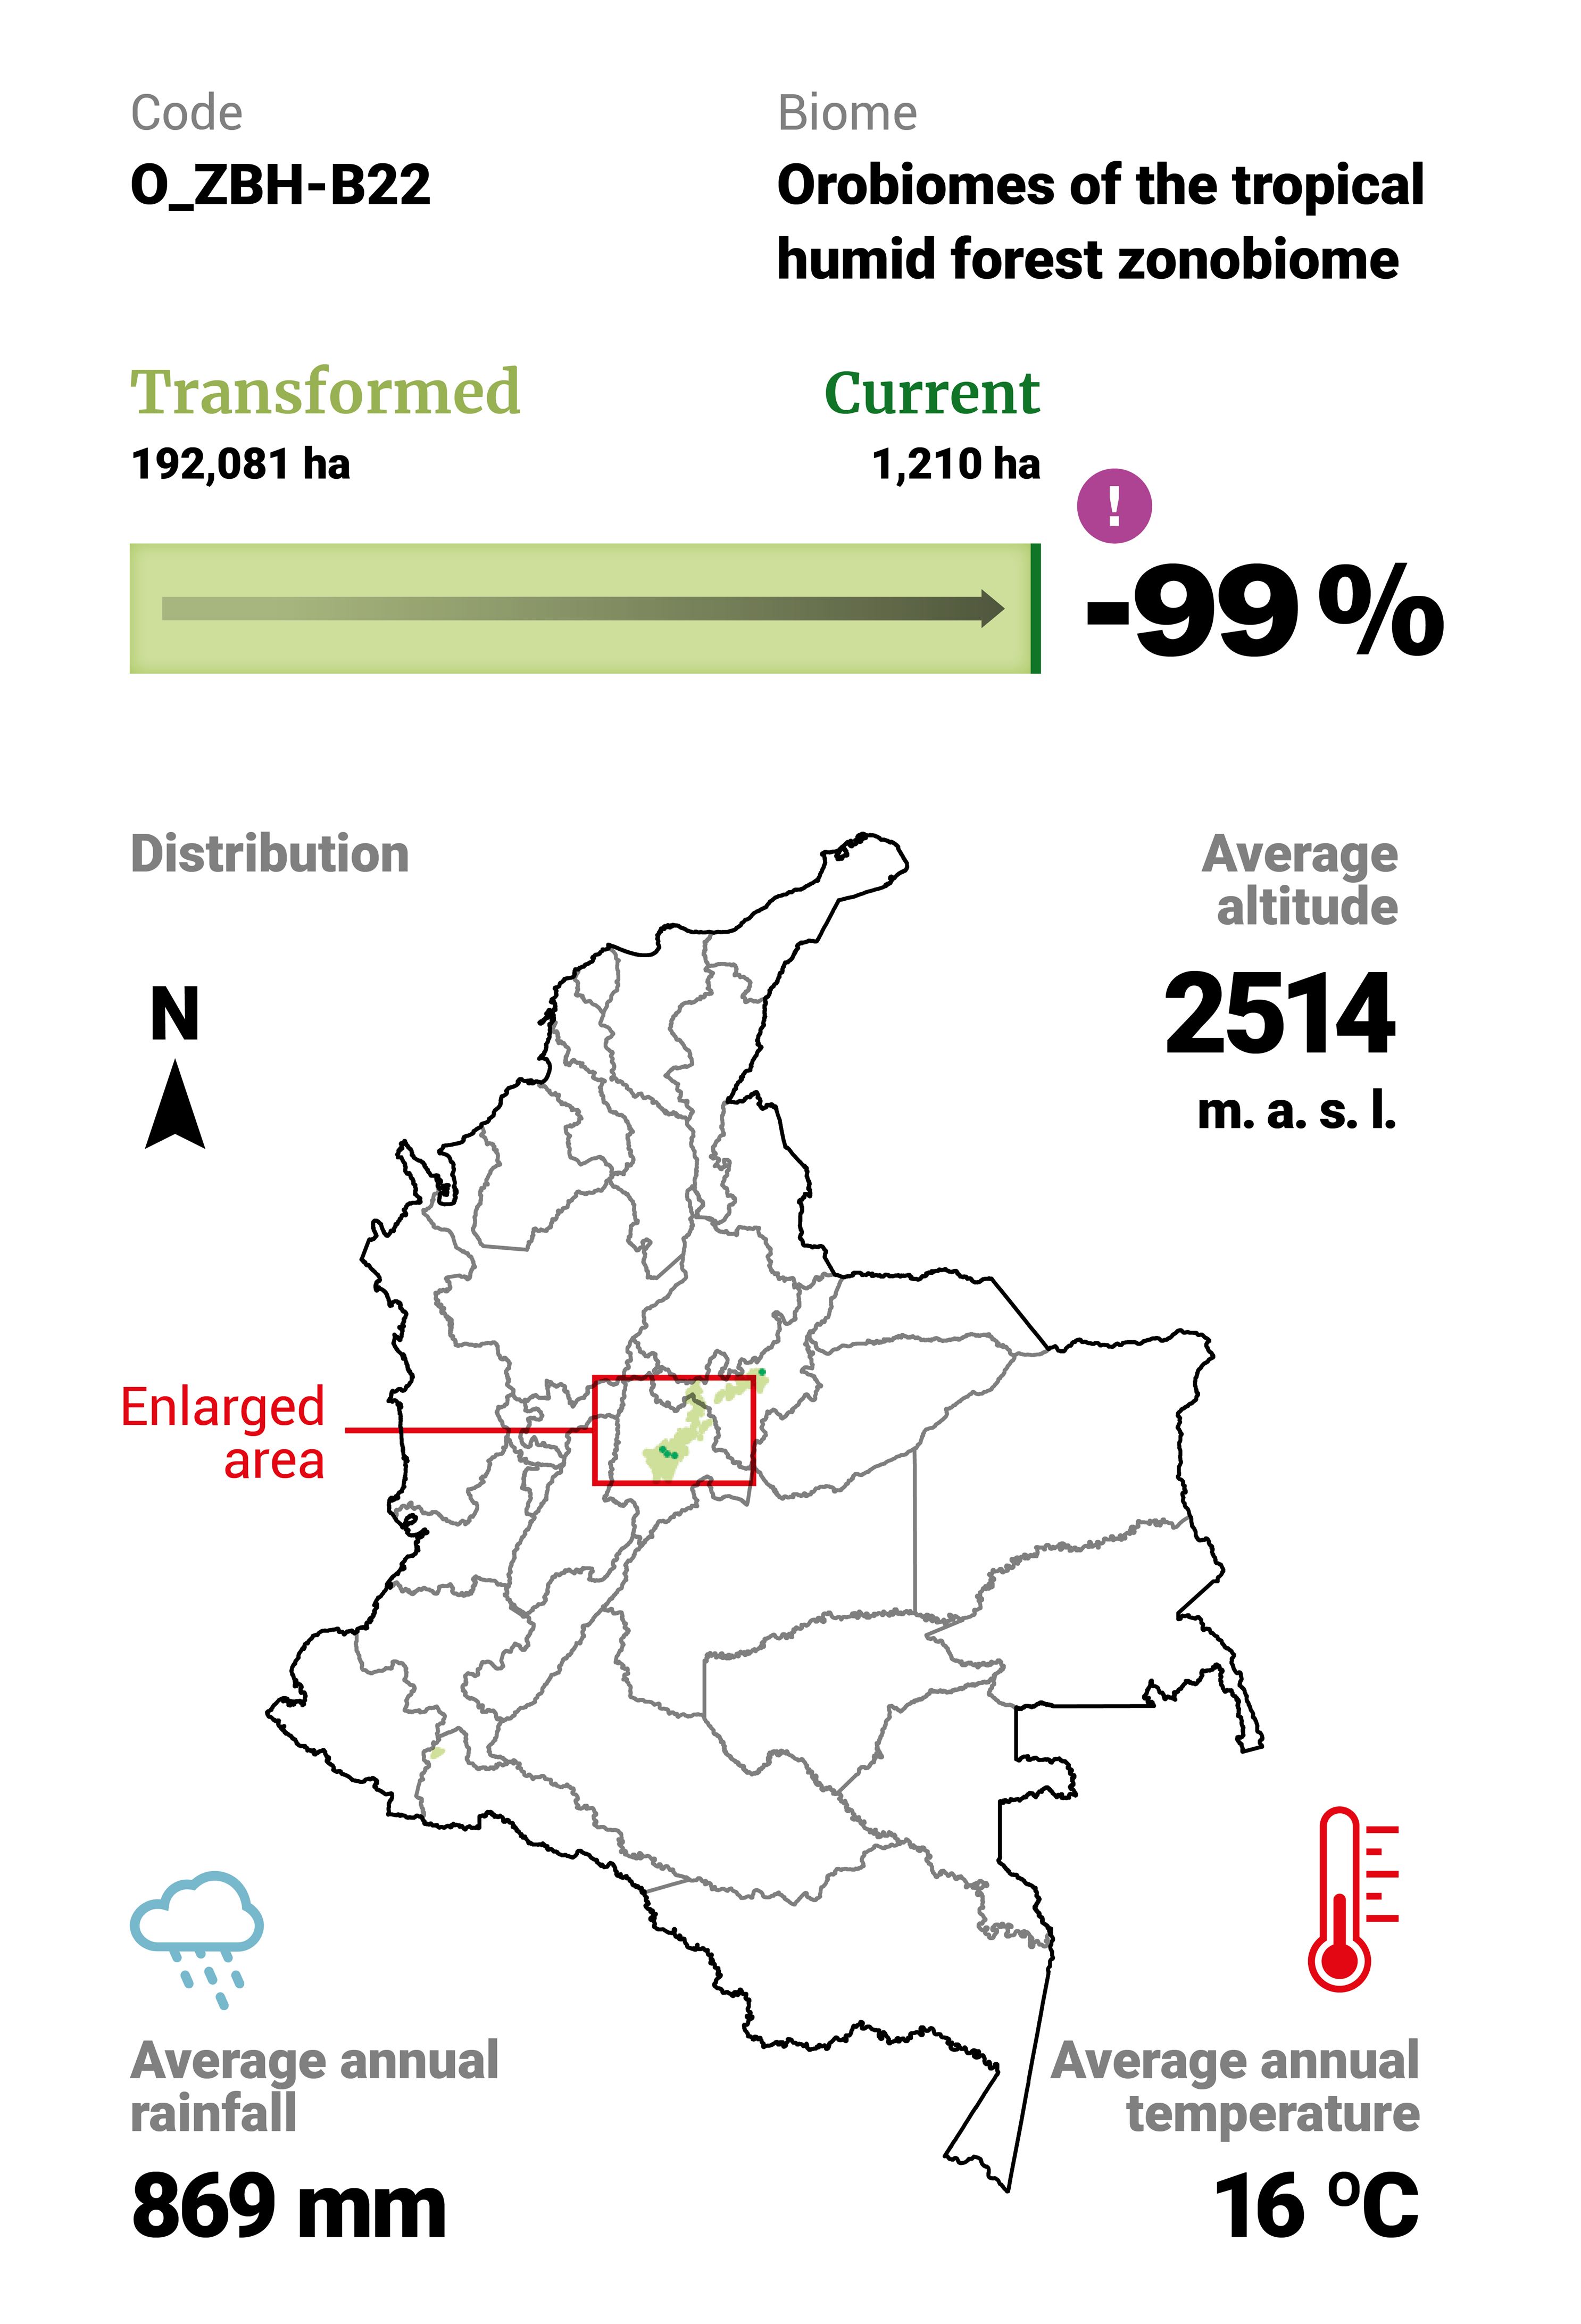 Code
O_ZBH-B22
Biome
Orobiomes of the tropical
humid forest zonobiome
Transformed
192,081 ha
Current
1,210 ha
!
-99 %
Distribution
N
Average
altitude
2514
m. a. s. l.
Enlarged
area
Average annual
rainfall
869 mm
Average annual
temperature
16 ºC